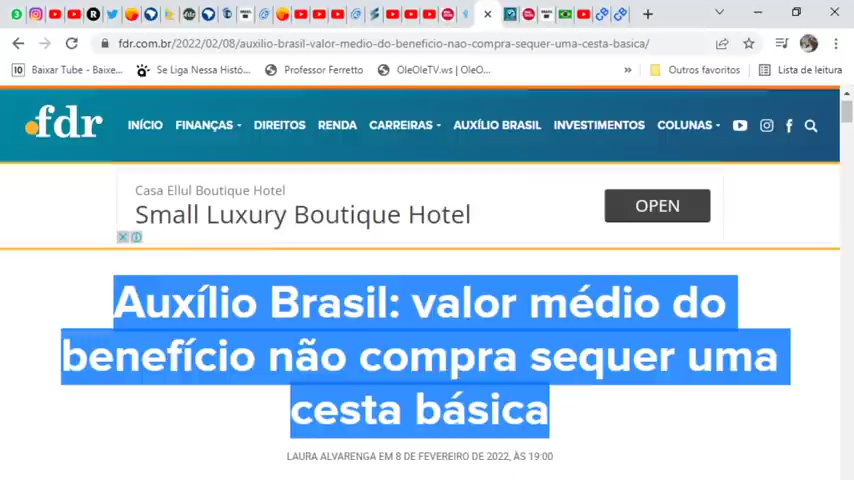 fdr.com.br/2022/02/08/auxilio-brasil-valor-medio-do-beneficio-nao-compra-sequer-uma-cesta-basica/
Baixar Tube - Baixe... Se Liga Nessa Histó... Professor Ferretto OleOleTV.ws | OleO... » Outros favoritos Lista de leitura
.fdr INÍCIO FINANÇAS DIREITOS RENDA CARREIRAS AUXÍLIO BRASIL INVESTIMENTOS COLUNAS
Casa Ellul Boutique Hotel
Small Luxury Boutique Hotel
OPEN
Auxílio Brasil: valor médio do
benefício não compra sequer uma
cesta básica
LAURA ALVARENGA EM 8 DE FEVEREIRO DE 2022, ÀS 19:00